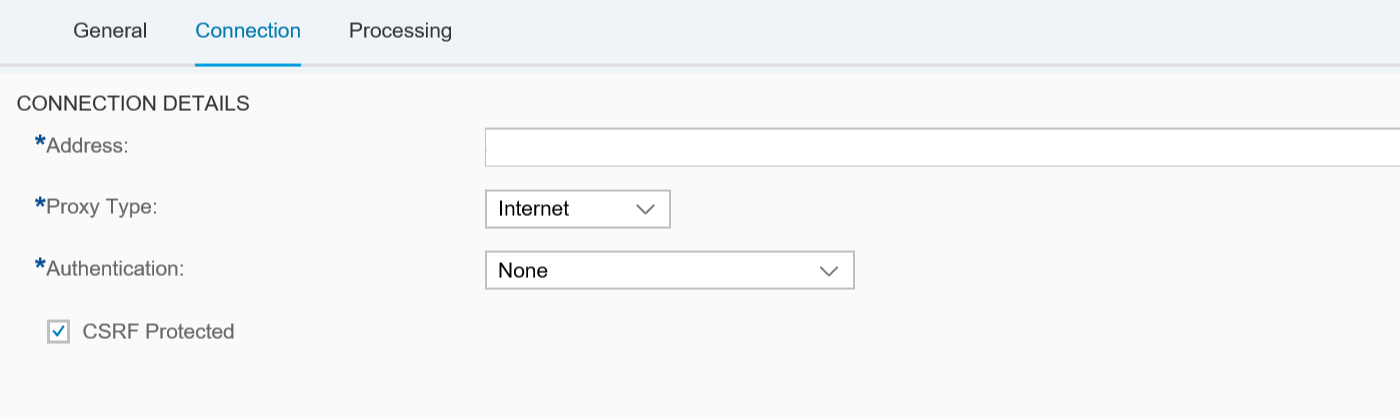 General Connection Processing
CONNECTION DETAILS
*Address:
*Proxy Type: Internet
*Authentication: None
CSRF Protected